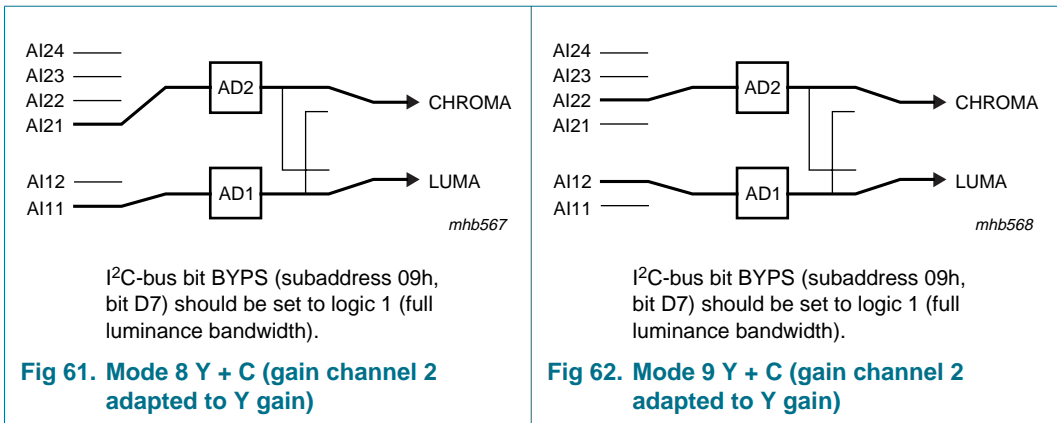 AI24
AI23
AI22
AI21
AD2
CHROMA
AI12
AI11
AD1
LUMA
mhb567
I²C-bus bit BYPS (subaddress 09h,
bit D7) should be set to logic 1 (full
luminance bandwidth).
Fig 61. Mode 8 Y + C (gain channel 2
adapted to Y gain)
AI24
AI23
AI22
AI21
AD2
CHROMA
AI12
AI11
AD1
LUMA
mhb568
I²C-bus bit BYPS (subaddress 09h,
bit D7) should be set to logic 1 (full
luminance bandwidth).
Fig 62. Mode 9 Y + C (gain channel 2
adapted to Y gain)